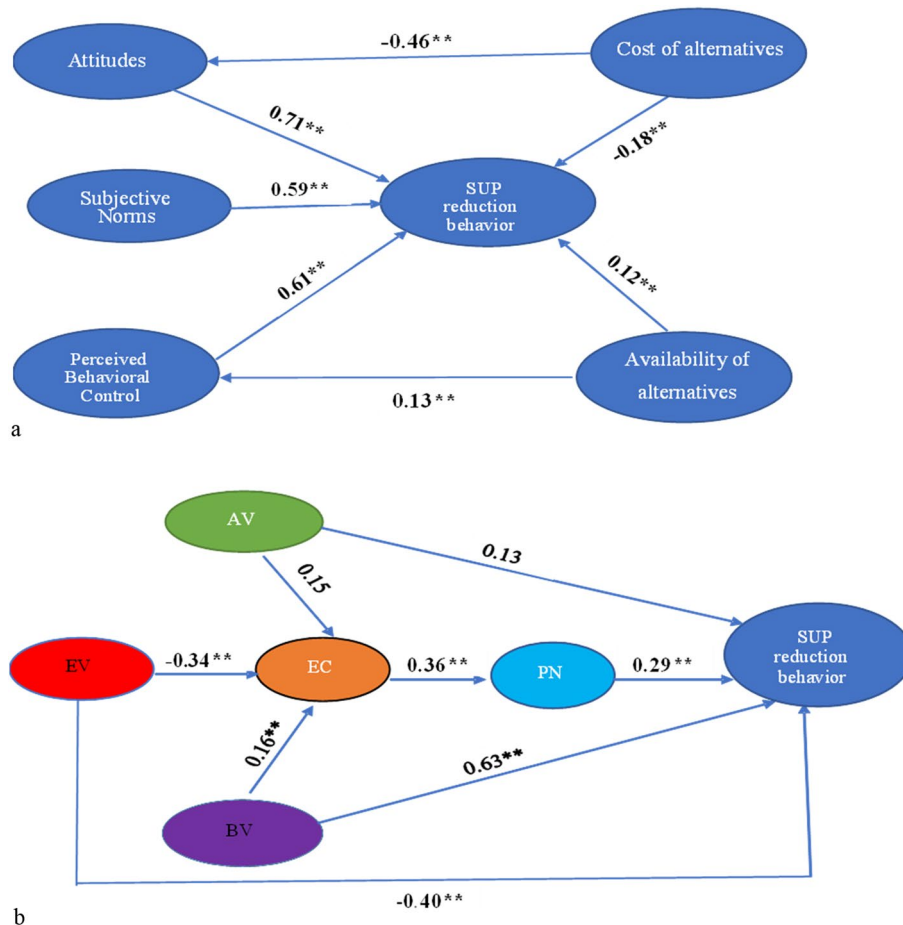 -0.46**
Attitudes
Cost of alternatives
0.71**
-0.18**
Subjective
Norms
0.59**
SUP
reduction
behavior
0.61**
0.12**
Perceived
Behavioral
Control
Availability of
alternatives
0.13**
a
AV
0.13
0.15
EV
-0.34**
EC
0.36**
PN
0.29**
SUP
reduction
behavior
0.16**
0.63**
BV
-0.40**
b